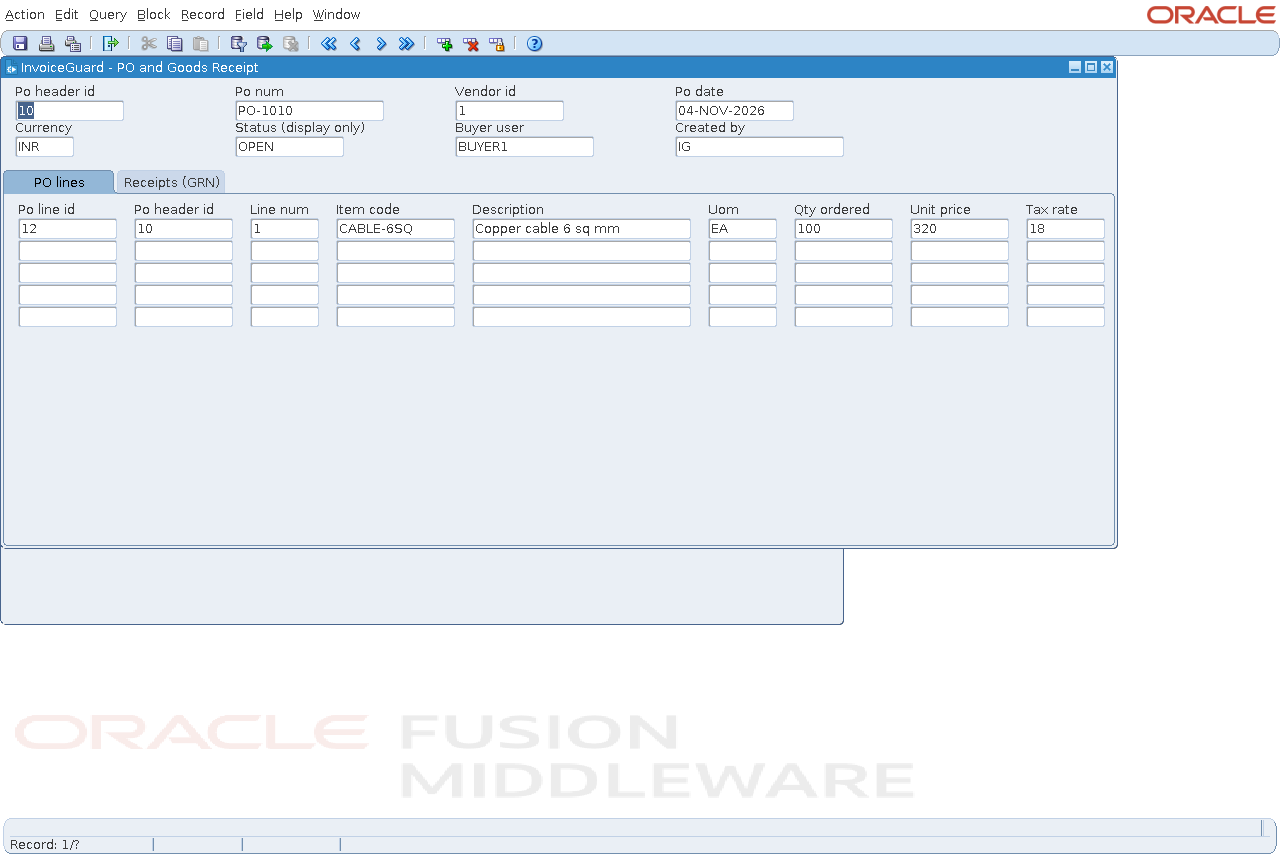 Action Edit Query Block Record Field Help Window
ORACLE
InvoiceGuard - PO and Goods Receipt
Po header id Po num Vendor id Po date
10 PO-1010 1 04-NOV-2026
Currency Status (display only) Buyer user Created by
INR OPEN BUYER1 IG
PO lines Receipts (GRN)
Po line id Po header id Line num Item code Description Uom Qty ordered Unit price Tax rate
12 10 1 CABLE-6SQ Copper cable 6 sq mm EA 100 320 18
ORACLE FUSION
MIDDLEWARE
Record: 1/?